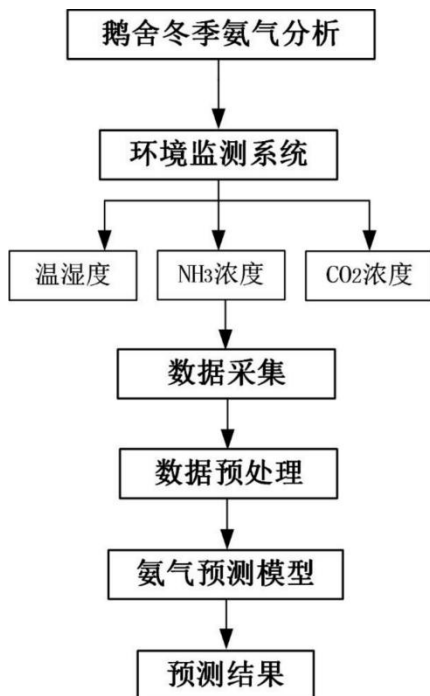 鹅舍冬季氨气分析
环境监测系统
温湿度
NH3浓度
CO2浓度
数据采集
数据预处理
氨气预测模型
预测结果